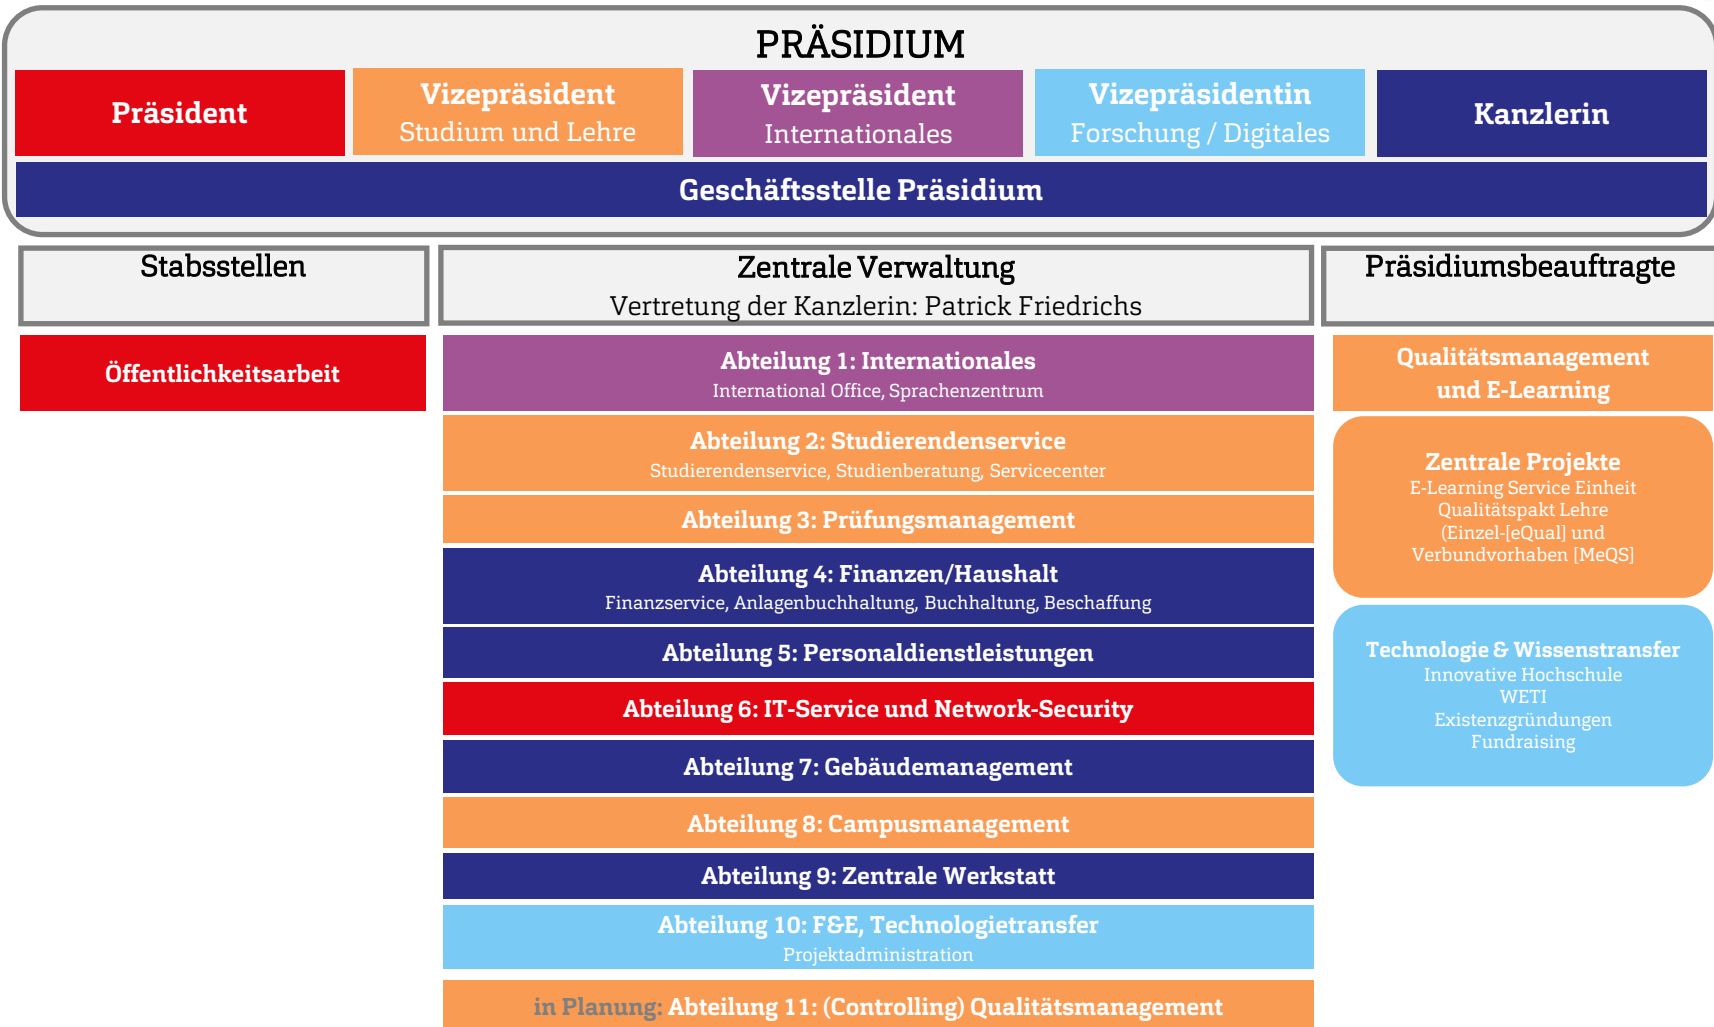 PRÄSIDIUM
Präsident
Vizepräsident
Studium und Lehre
Vizepräsident
Internationales
Vizepräsidentin
Forschung / Digitales
Kanzlerin
Geschäftsstelle Präsidium
Stabsstellen
Öffentlichkeitsarbeit
Zentrale Verwaltung
Vertretung der Kanzlerin: Patrick Friedrichs
Abteilung 1: Internationales
International Office, Sprachenzentrum
Abteilung 2: Studierendenservice
Studierendenservice, Studienberatung, Servicecenter
Abteilung 3: Prüfungsmanagement
Abteilung 4: Finanzen/Haushalt
Finanzservice, Anlagenbuchhaltung, Buchhaltung, Beschaffung
Abteilung 5: Personaldienstleistungen
Abteilung 6: IT-Service und Network-Security
Abteilung 7: Gebäudemanagement
Abteilung 8: Campusmanagement
Abteilung 9: Zentrale Werkstatt
Abteilung 10: F&E, Technologietransfer
Projektadministration
in Planung: Abteilung 11: (Controlling) Qualitätsmanagement
Präsidiumsbeauftragte
Qualitätsmanagement
und E-Learning
Zentrale Projekte
E-Learning Service Einheit
Qualitätspakt Lehre
(Einzel-[eQual] und
Verbundvorhaben [MeQS]
Technologie & Wissenstransfer
Innovative Hochschule
WETI
Existenzgründungen
Fundraising